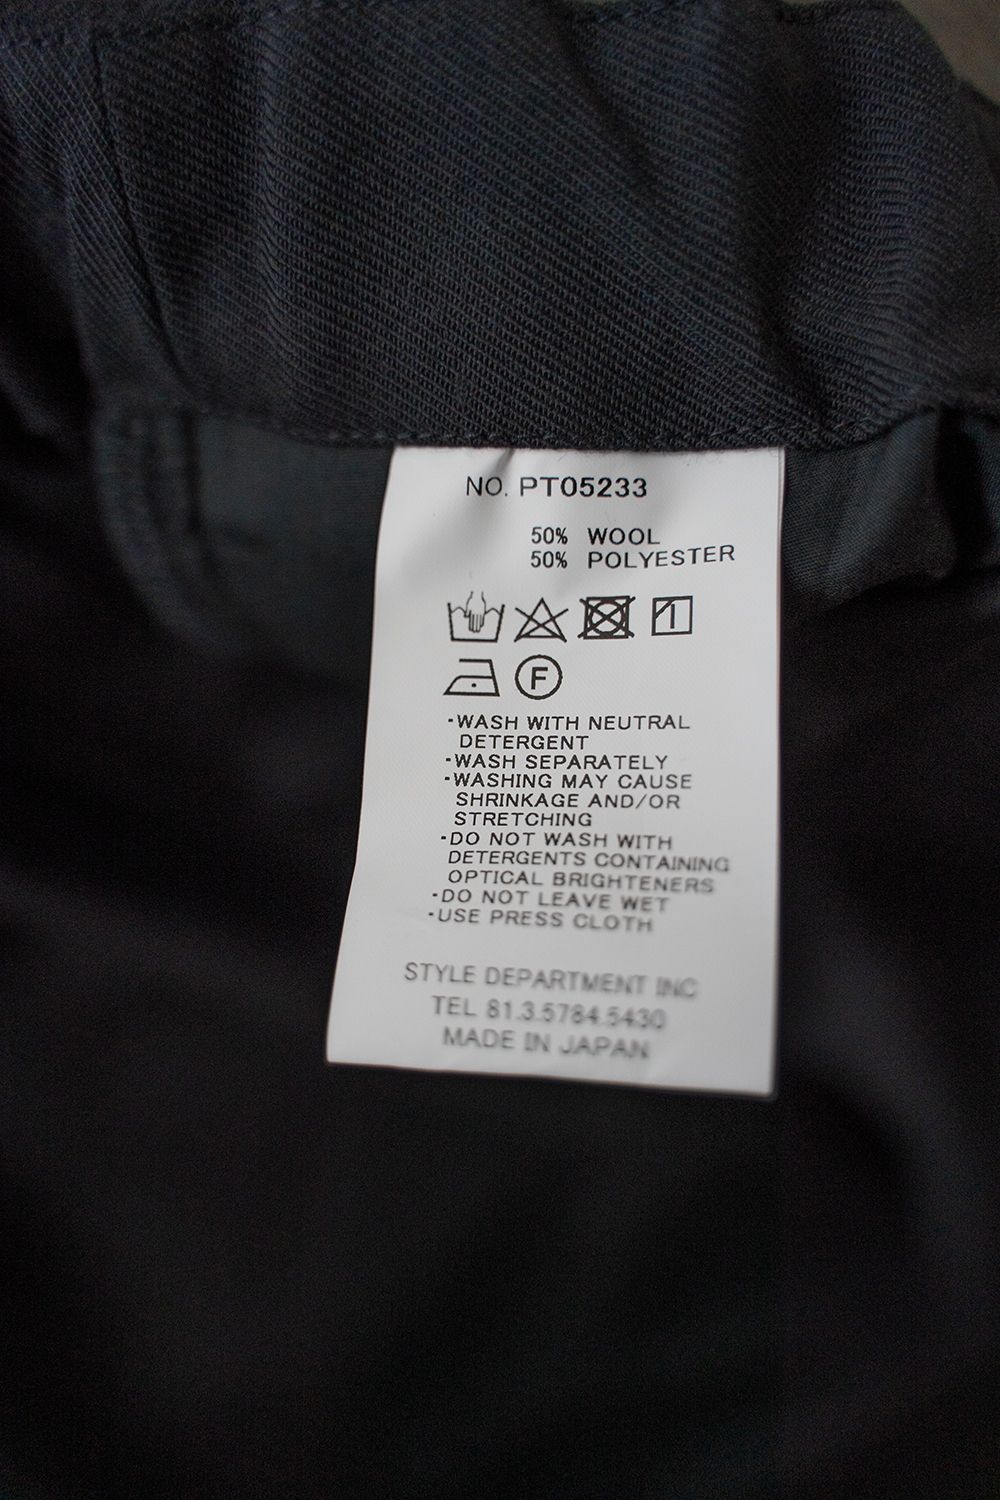 NO. PT05233
50% WOOL
50% POLYESTER
F
-WASH WITH NEUTRAL
DETERGENT
-WASH SEPARATELY
-WASHING MAY CAUSE
SHRINKAGE AND/OR
STRETCHING
-DO NOT WASH WITH
DETERGENTS CONTAINING
OPTICAL BRIGHTENERS
-DO NOT LEAVE WET
-USE PRESS CLOTH
STYLE DEPARTMENT INC
TEL 81.3.5784.5430
MADE IN JAPAN